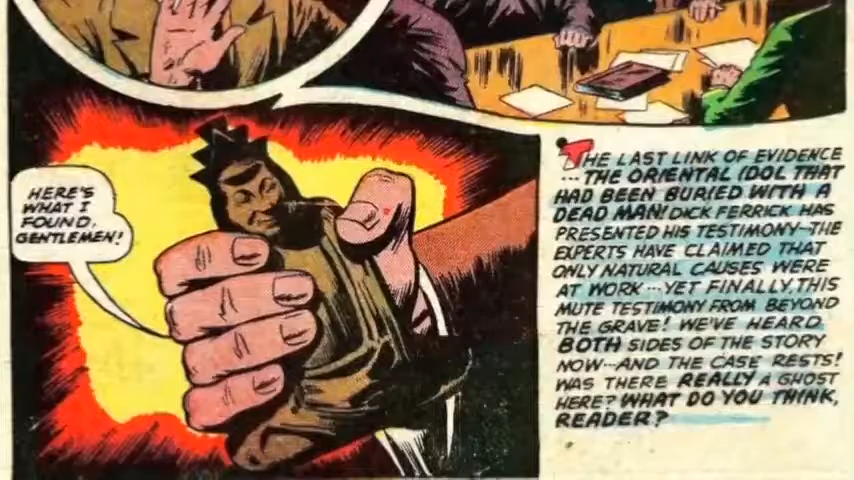 HERE'S
WHAT I
FOUND,
GENTLEMEN!
THE LAST LINK OF EVIDENCE
...THE ORIENTAL IDOL THAT
HAD BEEN BURIED WITH A
DEAD MAN! DICK FERRICK HAS
PRESENTED HIS TESTIMONY--THE
EXPERTS HAVE CLAIMED THAT
ONLY NATURAL CAUSES WERE
AT WORK...YET FINALLY, THIS
MUTE TESTIMONY FROM BEYOND
THE GRAVE! WE'VE HEARD
BOTH SIDES OF THE STORY
NOW...AND THE CASE RESTS!
WAS THERE REALLY A GHOST
HERE? WHAT DO YOU THINK,
READER?